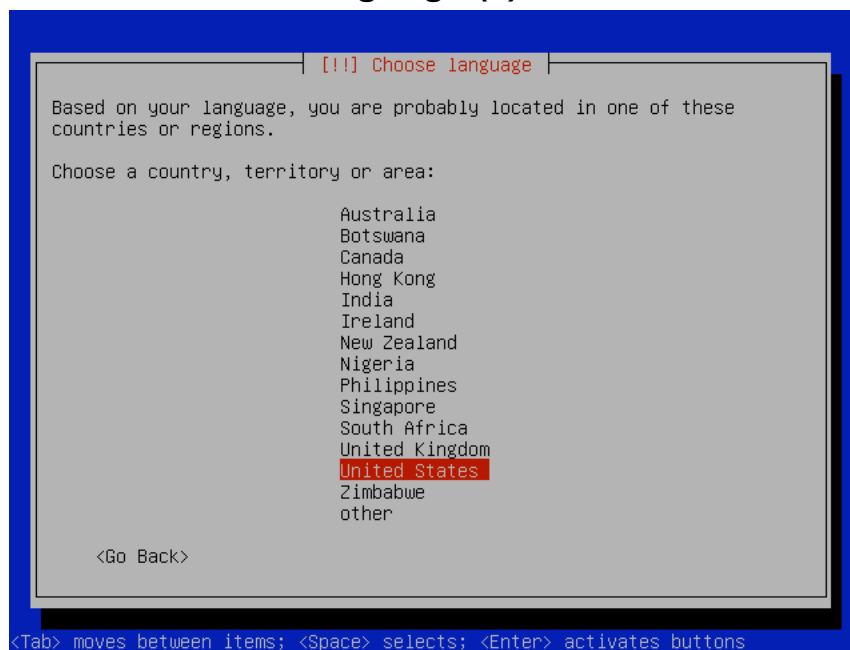 [!!] Choose language
Based on your language, you are probably located in one of these
countries or regions.
Choose a country, territory or area:
Australia
Botswana
Canada
Hong Kong
India
Ireland
New Zealand
Nigeria
Philippines
Singapore
South Africa
United Kingdom
United States
Zimbabwe
other
<Go Back>
<Tab> moves between items; <Space> selects; <Enter> activates buttons